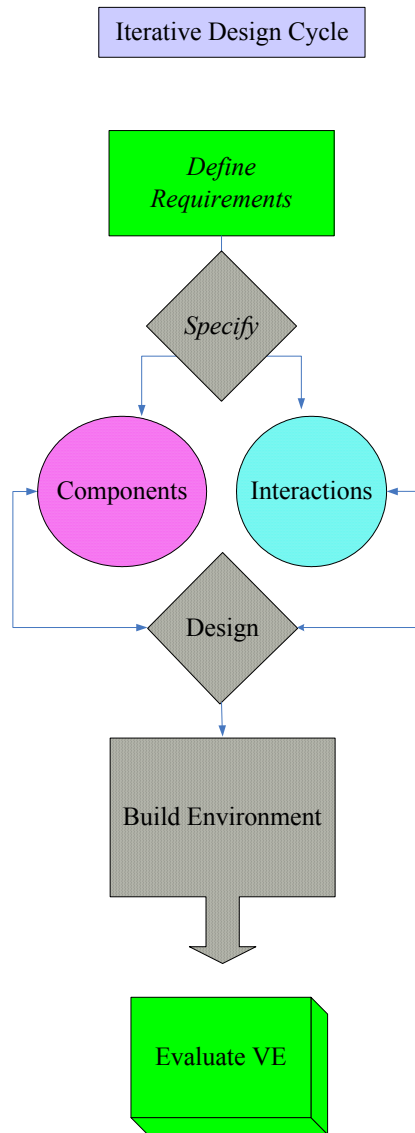 Iterative Design Cycle
Define
Requirements
Specify
Components
Interactions
Design
Build Environment
Evaluate VE